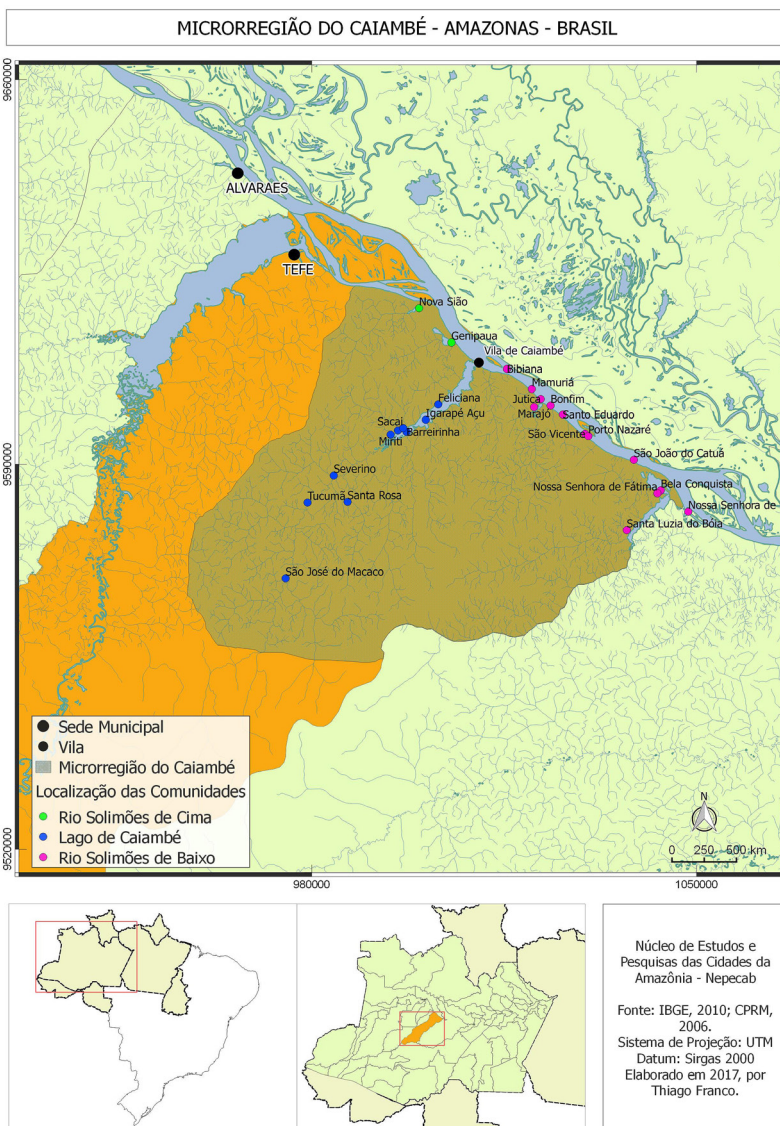 MICRORREGIÃO DO CAIAMBÉ - AMAZONAS - BRASIL
9660000
ALVARAES
TEFE
Nova Sião
Genipaua
Vila de Caiambé
Bibiana
Mamuriá
Feliciana
Jutica
Bonfim
Igarapé Açu
Marajó
Santo Eduardo
Sacai
Barreirinha
São Vicente
Porto Nazaré
Miriti
9590000
São João do Catuá
Severino
Nossa Senhora de Fátima
Bela Conquista
Tucumã
Santa Rosa
Nossa Senhora de
Santa Luzia do Bóia
São José do Macaco
Sede Municipal
Vila
Microrregião do Caiambé
Localização das Comunidades
Rio Solimões de Cima
Lago de Caiambé
Rio Solimões de Baixo
N
0 250 500 km
9520000
980000
1050000
Núcleo de Estudos e
Pesquisas das Cidades da
Amazônia - Nepecab
Fonte: IBGE, 2010; CPRM,
2006.
Sistema de Projeção: UTM
Datum: Sirgas 2000
Elaborado em 2017, por
Thiago Franco.